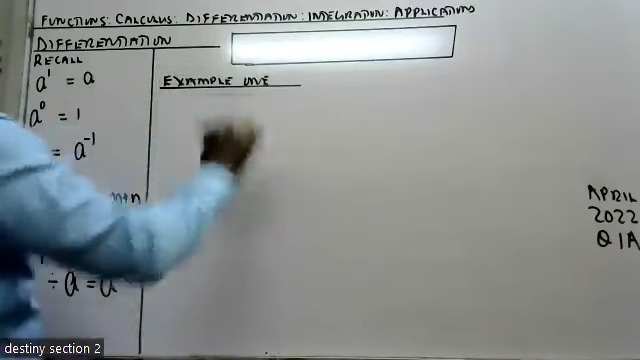 FUNCTIONS: CALCULUS: DIFFERENTIATION: INTEGRATION: APPLICATIONS
DIFFERENTIATION
RECALL
a¹ = a
a⁰ = 1
= a⁻¹
m+n
÷ a = a
EXAMPLE ONE
APRIL
2022
Q1A
destiny section 2